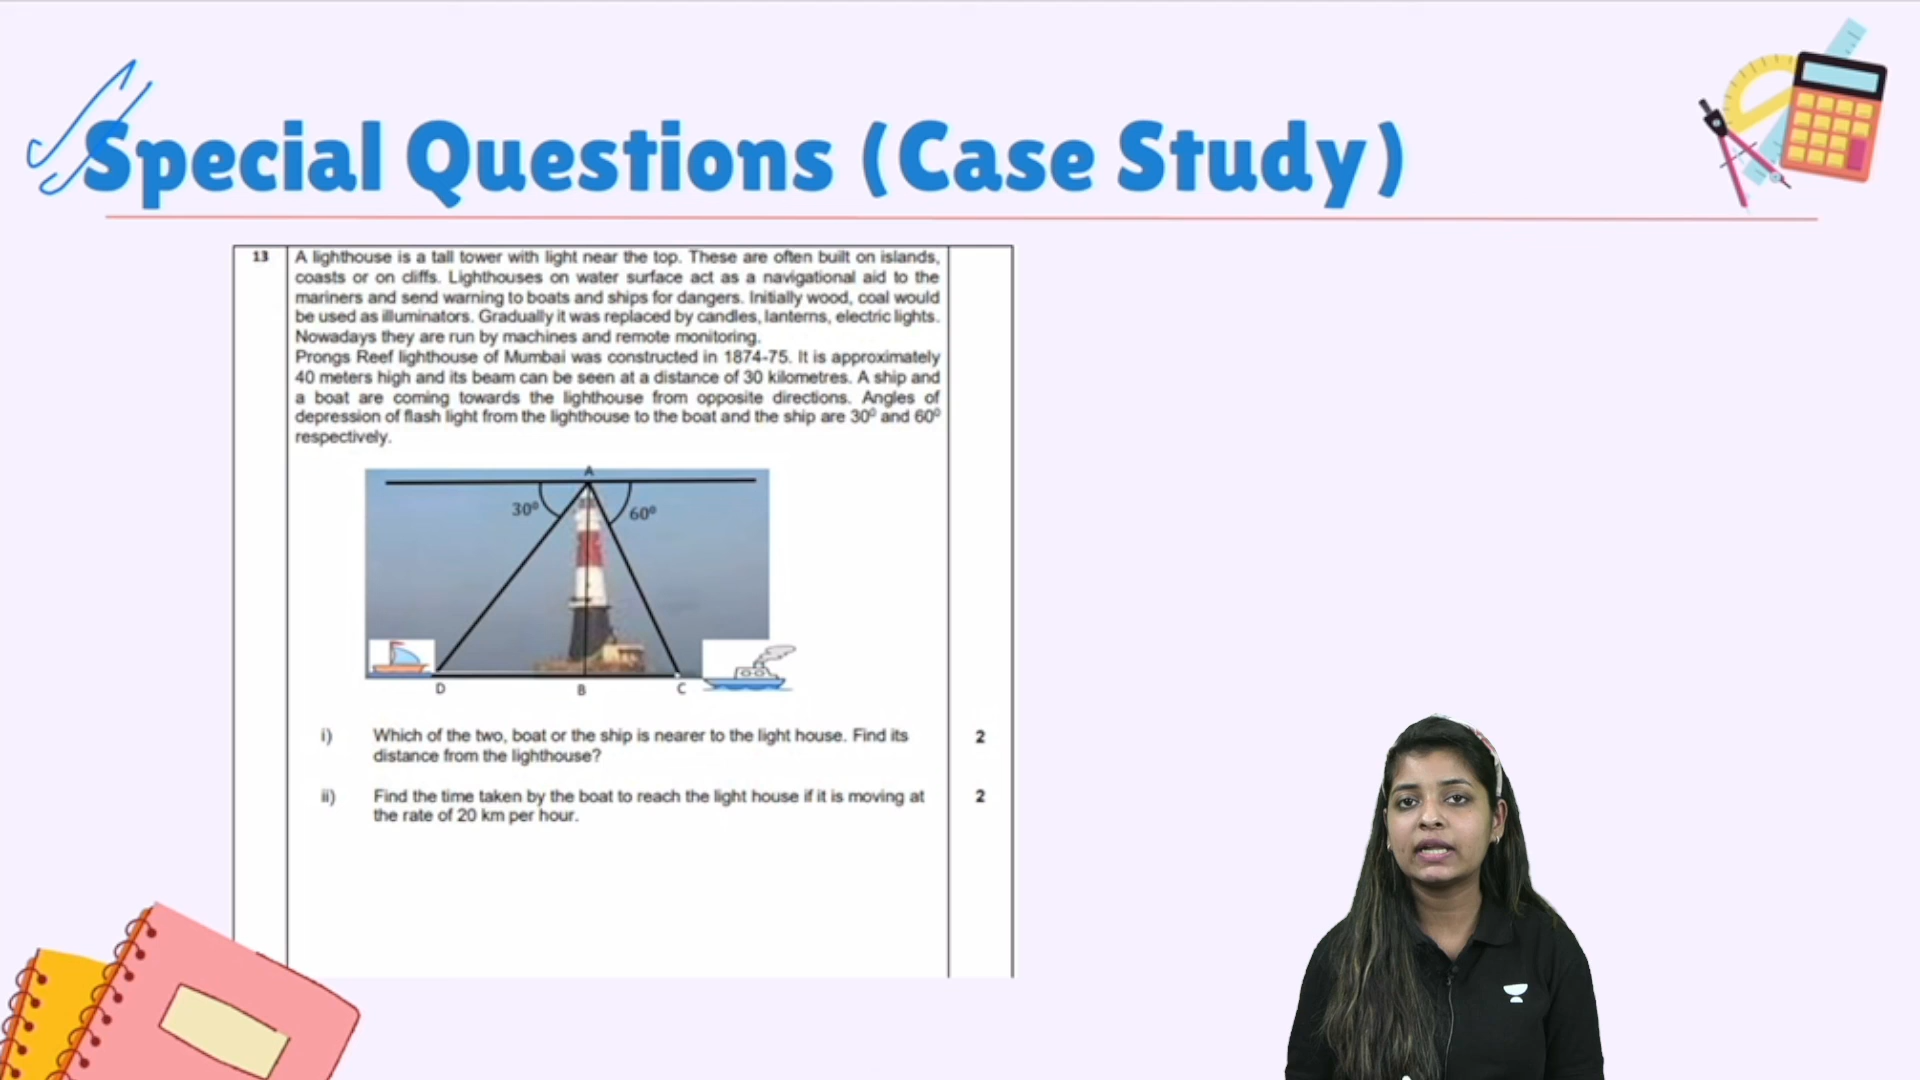 Special Questions (Case Study)
13
A lighthouse is a tall tower with light near the top. These are often built on islands,
coasts or on cliffs. Lighthouses on water surface act as a navigational aid to the
mariners and send warning to boats and ships for dangers. Initially wood, coal would
be used as illuminators. Gradually it was replaced by candles, lanterns, electric lights.
Nowadays they are run by machines and remote monitoring.
Prongs Reef lighthouse of Mumbai was constructed in 1874-75. It is approximately
40 meters high and its beam can be seen at a distance of 30 kilometres. A ship and
a boat are coming towards the lighthouse from opposite directions. Angles of
depression of flash light from the lighthouse to the boat and the ship are 30⁰ and 60⁰
respectively.
A
30⁰
60⁰
D B C
i) Which of the two, boat or the ship is nearer to the light house. Find its 2
distance from the lighthouse?
ii) Find the time taken by the boat to reach the light house if it is moving at 2
the rate of 20 km per hour.